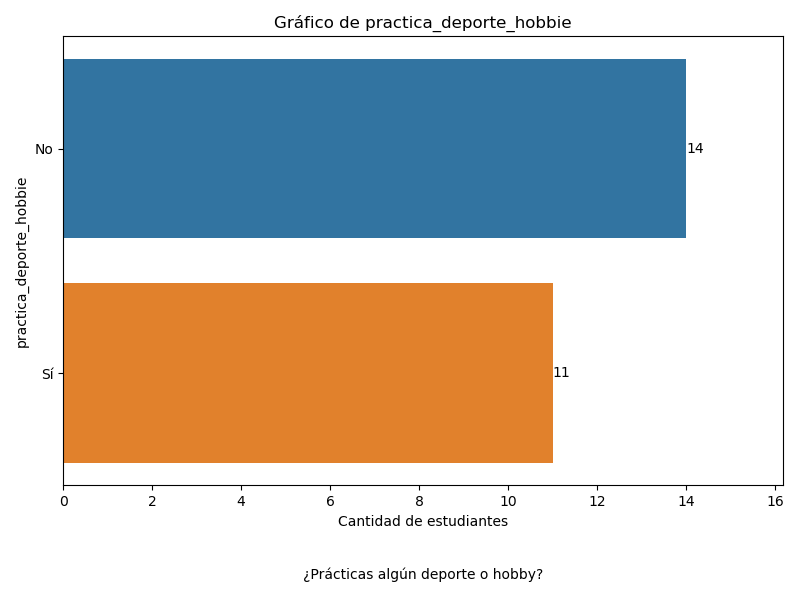 Gráfico de practica_deporte_hobbie
practica_deporte_hobbie
No
14
Sí
11
0 2 4 6 8 10 12 14 16
Cantidad de estudiantes
¿Prácticas algún deporte o hobby?